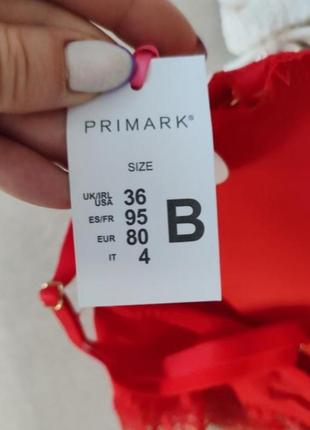 PRIMARK®
SIZE
UK/IRL USA 36
ES/FR 95
EUR 80
IT 4
B